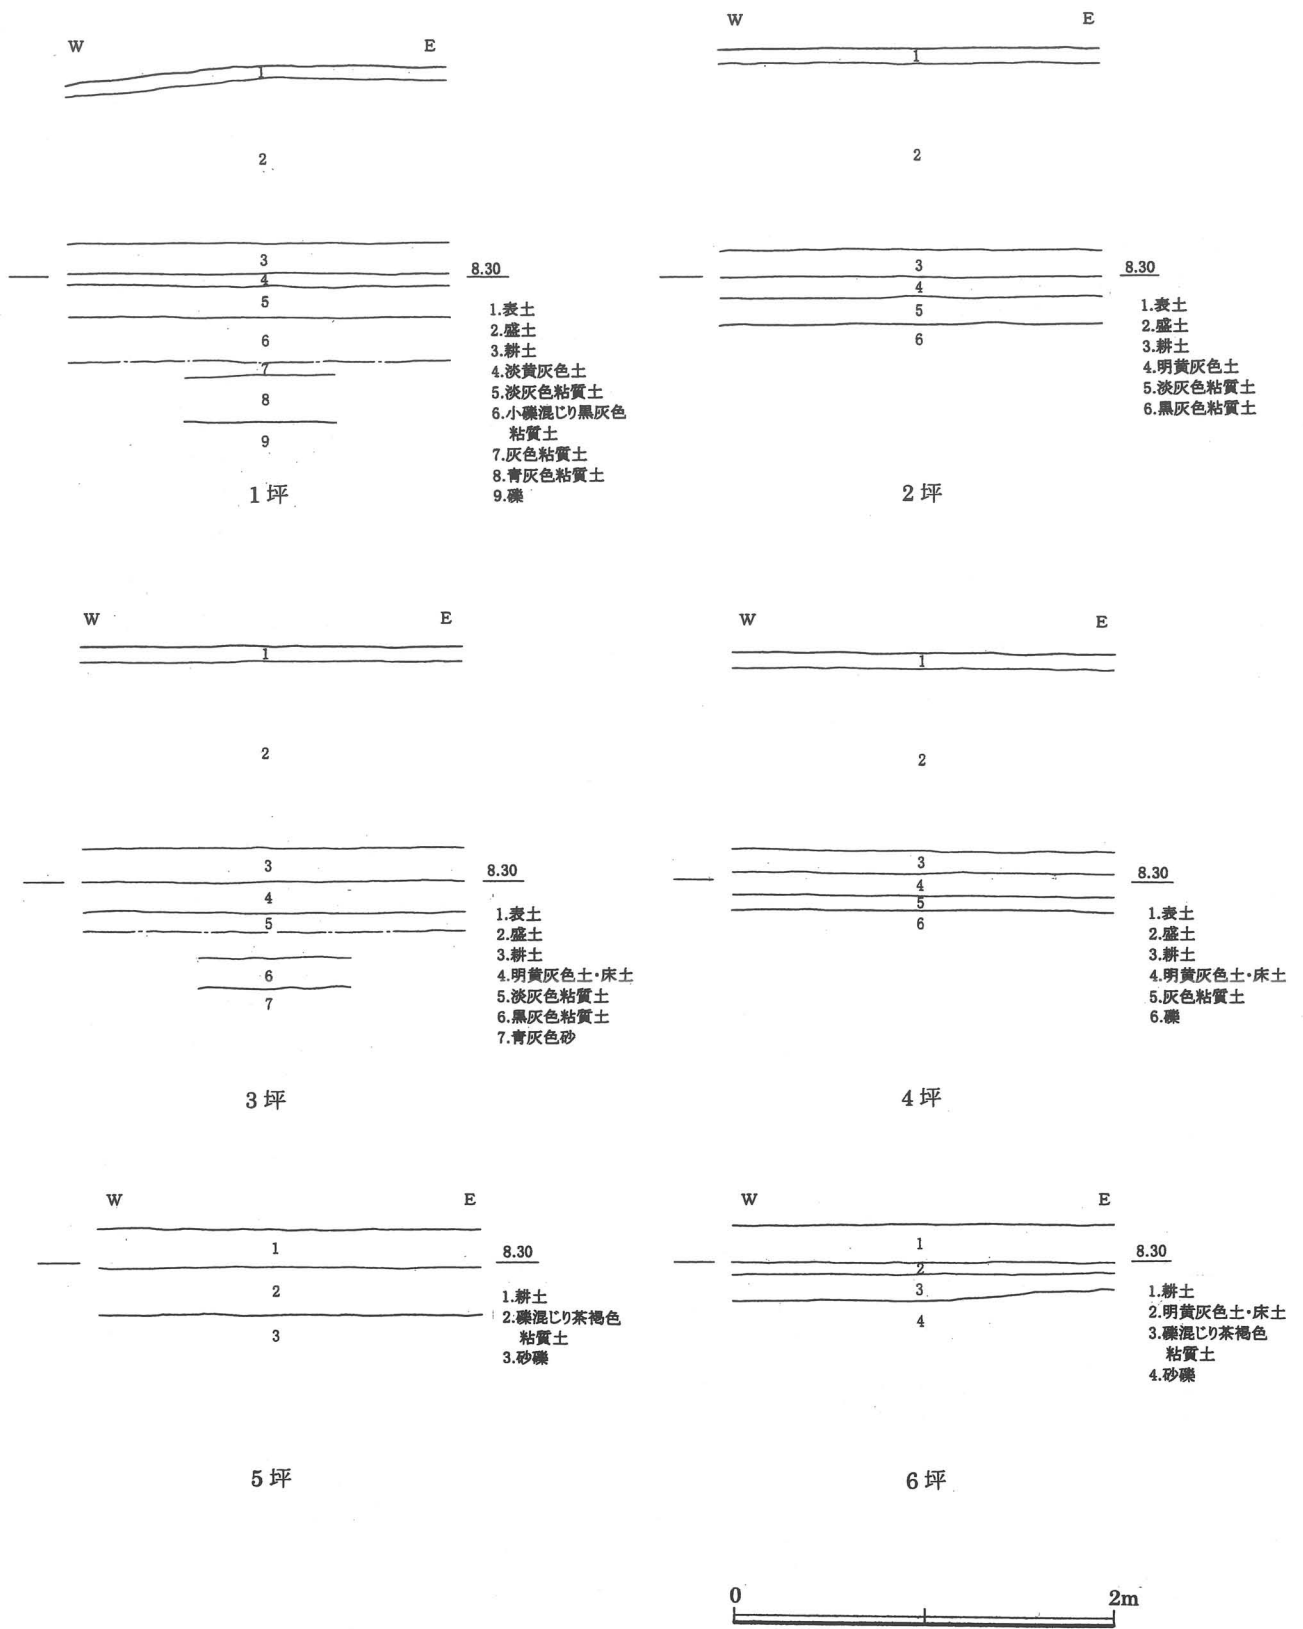 W E
1
2
3
4
5
6
7
8
9
8.30
1.表土
2.盛土
3.耕土
4.淡黄灰色土
5.淡灰色粘質土
6.小礫混じり黒灰色
粘質土
7.灰色粘質土
8.青灰色粘質土
9.礫
1坪
W E
1
2
3
4
5
6
8.30
1.表土
2.盛土
3.耕土
4.明黄灰色土
5.淡灰色粘質土
6.黒灰色粘質土
2坪
W E
1
2
3
4
5
6
7
8.30
1.表土
2.盛土
3.耕土
4.明黄灰色土・床土
5.淡灰色粘質土
6.黒灰色粘質土
7.青灰色砂
3坪
W E
1
2
3
4
5
6
8.30
1.表土
2.盛土
3.耕土
4.明黄灰色土・床土
5.灰色粘質土
6.礫
4坪
W E
1
2
3
8.30
1.耕土
2.礫混じり茶褐色
粘質土
3.砂礫
5坪
W E
1
2
3
4
8.30
1.耕土
2.明黄灰色土・床土
3.礫混じり茶褐色
粘質土
4.砂礫
6坪
0 2m